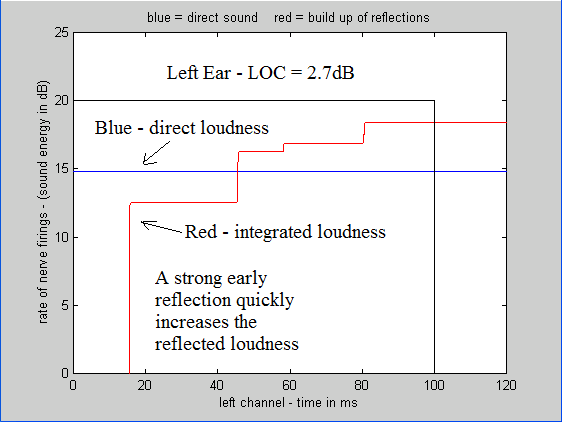 blue = direct sound    red = build up of reflections
25
20
15
10
5
0
rate of nerve firings - (sound energy in dB)
Left Ear - LOC = 2.7dB
Blue - direct loudness
Red - integrated loudness
A strong early
reflection quickly
increases the
reflected loudness
0 20 40 60 80 100 120
left channel - time in ms